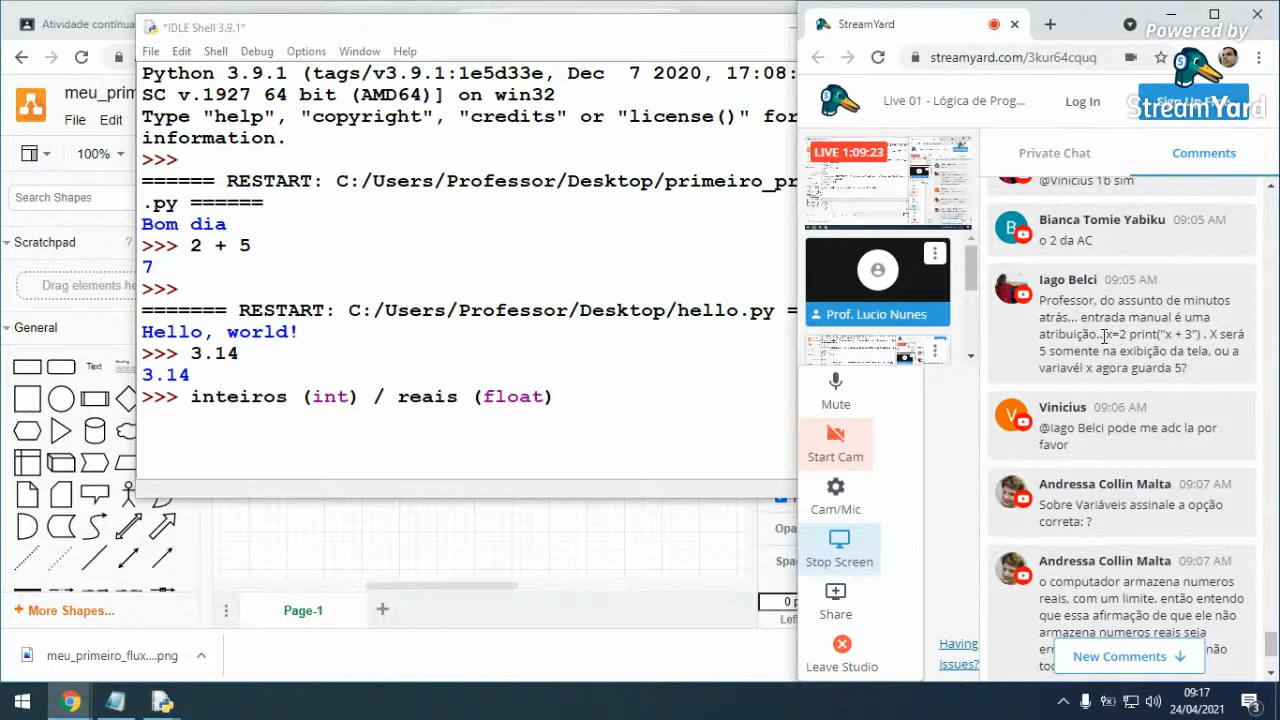 Atividade contínua
meu_prim
File Edit
100%
Search Shapes
Scratchpad
?
Drag elements he
General
Text
+ More Shapes...
Page-1
Opa
Spac
0 p
Left
meu_primeiro_flux....png
*IDLE Shell 3.9.1*
File Edit Shell Debug Options Window Help
Python 3.9.1 (tags/v3.9.1:1e5d33e, Dec 7 2020, 17:08:
SC v.1927 64 bit (AMD64)] on win32
Type "help", "copyright", "credits" or "license()" for
information.
>>>
====== RESTART: C:/Users/Professor/Desktop/primeiro_pr
.py ======
Bom dia
>>> 2 + 5
7
>>>
======= RESTART: C:/Users/Professor/Desktop/hello.py =
Hello, world!
>>> 3.14
3.14
>>> inteiros (int) / reais (float)
StreamYard
streamyard.com/3kur64cquq
Powered by
StreamYard
Live 01 - Lógica de Prog...
Log In
LIVE 1:09:23
Prof. Lucio Nunes
Mute
Start Cam
Cam/Mic
Stop Screen
Share
Leave Studio
Having
issues?
Private Chat
Comments
Bianca Tomin Yabiku 09:05 AM
o 2 da AC
Iago Belci 09:05 AM
Professor, do assunto de minutos
atrás... entrada manual é uma
atribuição. x=2 print("x + 3") . X será
5 somente na exibição da tela. ou a
variavél x agora guarda 5?
Vinicius 09:06 AM
@Iago Belci pode me adc la por
favor
Andressa Collin Malta 09:07 AM
Sobre Variáveis assinale a opção
correta: ?
Andressa Collin Malta 09:07 AM
o computador armazena numeros
reais, com um limite. então entendo
que essa afirmação de que ele não
armazena numeros reais seja
New Comments
09:17
24/04/2021
3